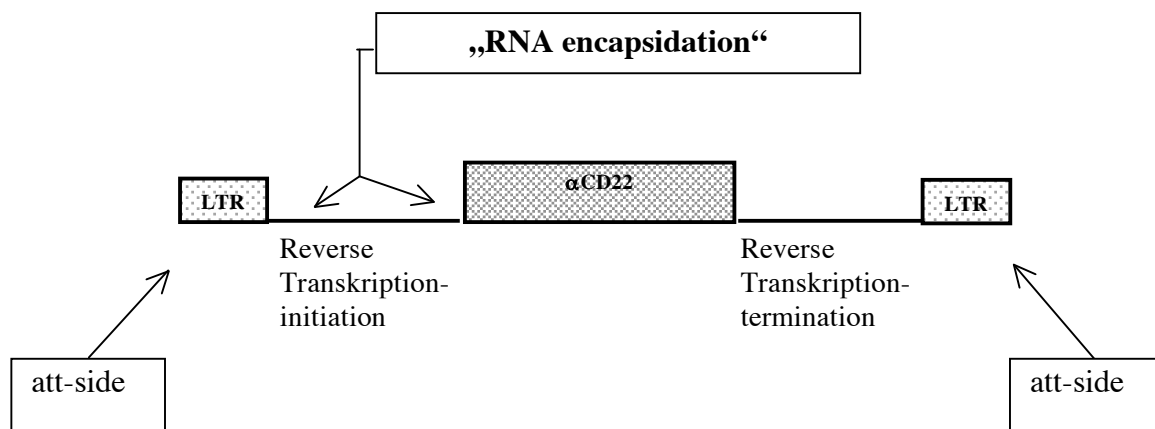 „RNA encapsidation“
αCD22
LTR
LTR
Reverse
Transkription-
initiation
Reverse
Transkription-
termination
att-side
att-side